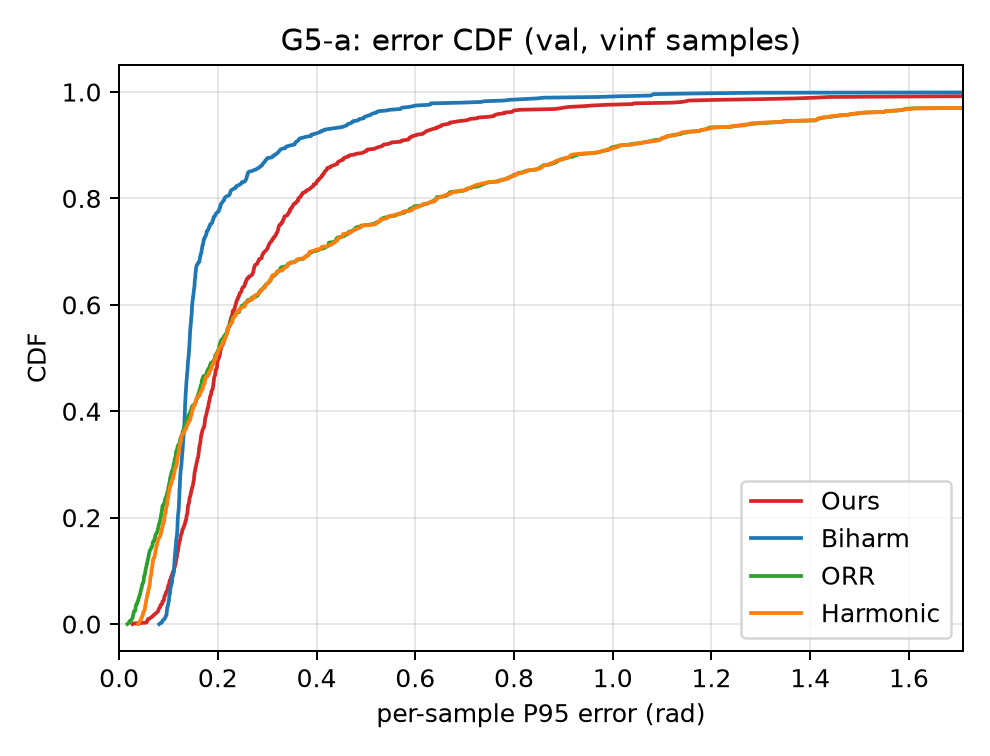 G5-a: error CDF (val, vinf samples)
CDF
1.0
0.8
0.6
0.4
0.2
0.0
0.0 0.2 0.4 0.6 0.8 1.0 1.2 1.4 1.6
per-sample P95 error (rad)
Ours
Biharm
ORR
Harmonic